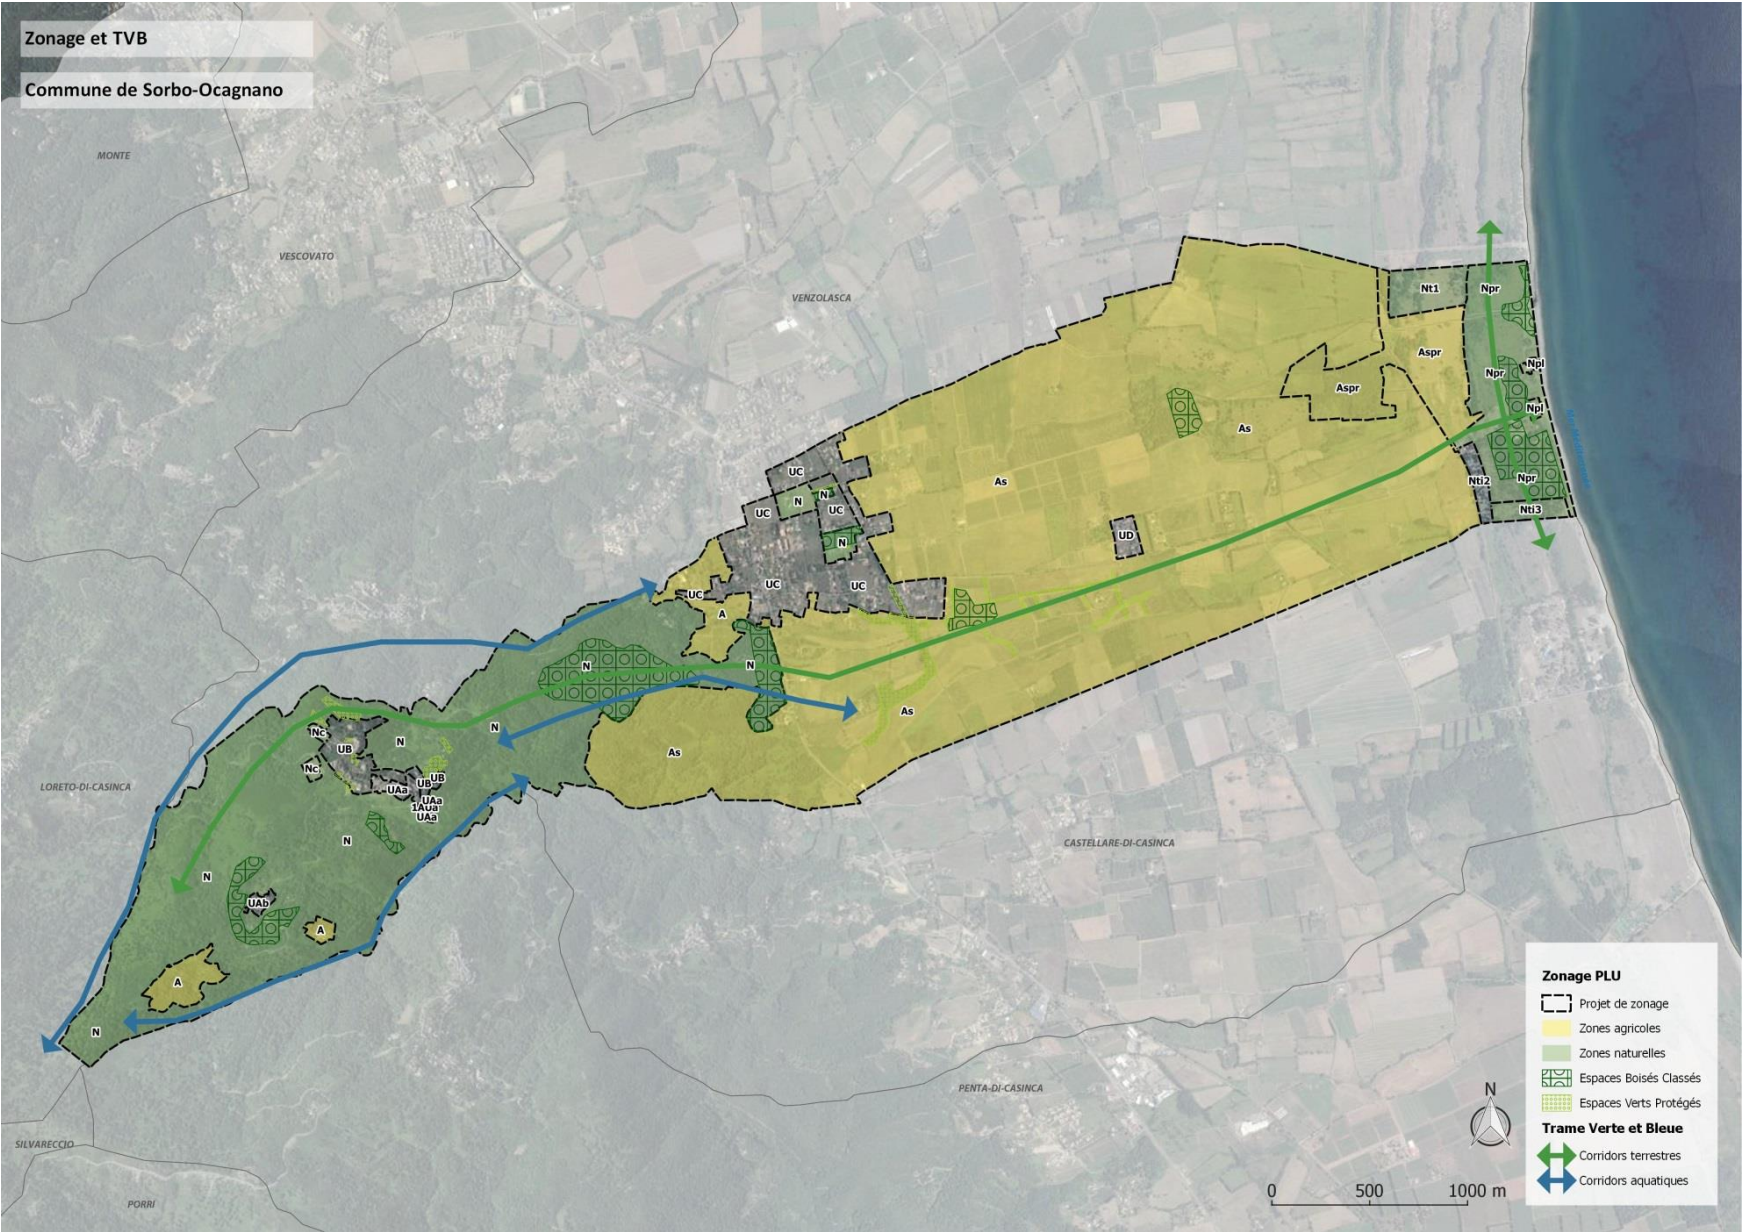 Zonage et TVB
Commune de Sorbo-Ocagnano
MONTE
VESCOVATO
VENZOLASCA
Nt1
Npr
Aspr
Npl
Npr
Aspr
Npl
As
UC
As
Nti2
Npr
N
N
UC
UC
Nti3
UD
N
UC
UC
UC
A
N
N
As
N
Nc
N
UB
As
Nc
UB
UB
UAa
LORETO-DI-CASINCA
UAa
1AUa
UAa
N
CASTELLARE-DI-CASINCA
N
UAb
A
A
N
PENTA-DI-CASINCA
SILVARECCIO
PORRI
Zonage PLU
Projet de zonage
Zones agricoles
Zones naturelles
Espaces Boisés Classés
Espaces Verts Protégés
Trame Verte et Bleue
Corridors terrestres
Corridors aquatiques
N
0 500 1000 m